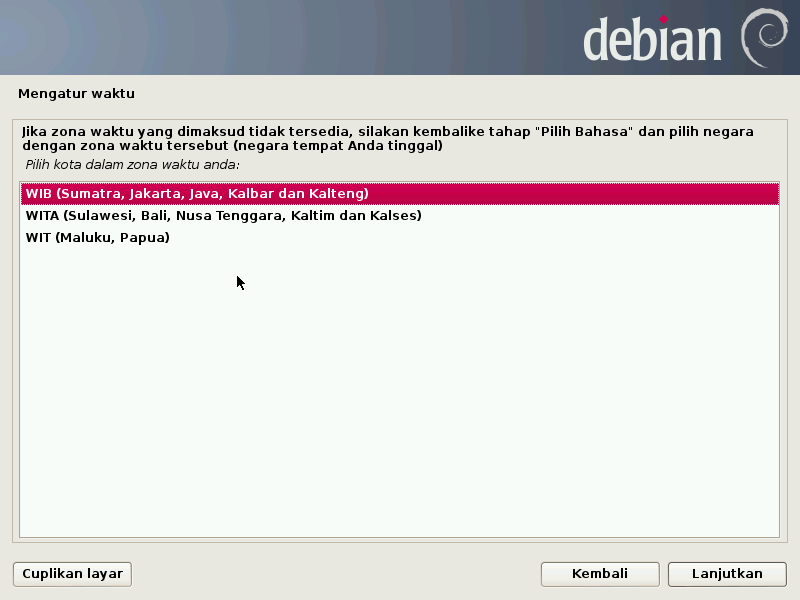 debian
Mengatur waktu
Jika zona waktu yang dimaksud tidak tersedia, silakan kembalike tahap "Pilih Bahasa" dan pilih negara
dengan zona waktu tersebut (negara tempat Anda tinggal)
Pilih kota dalam zona waktu anda:
WIB (Sumatra, Jakarta, Java, Kalbar dan Kalteng)
WITA (Sulawesi, Bali, Nusa Tenggara, Kaltim dan Kalses)
WIT (Maluku, Papua)
Cuplikan layar
Kembali
Lanjutkan